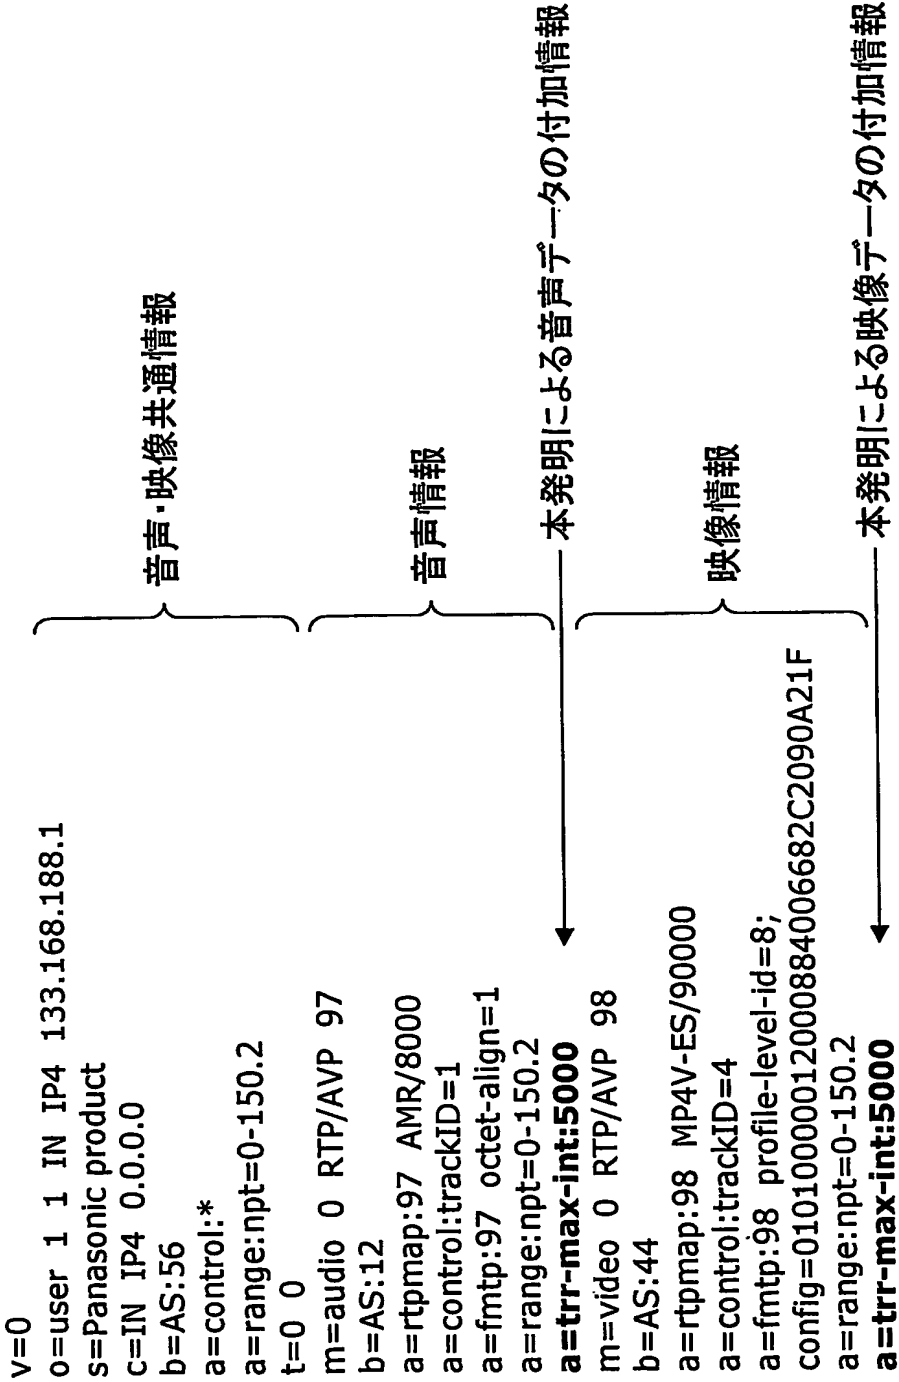 v=0
o=user 1 1 IN IP4 133.168.188.1
s=Panasonic product
c=IN IP4 0.0.0.0
b=AS:56
a=control:*
a=range:npt=0-150.2
t=0 0
音声・映像共通情報
m=audio 0 RTP/AVP 97
b=AS:12
a=rtpmap:97 AMR/8000
a=control:trackID=1
a=fmtp:97 octet-align=1
a=range:npt=0-150.2
音声情報
a=trr-max-int:5000
本発明による音声データの付加情報
m=video 0 RTP/AVP 98
b=AS:44
a=rtpmap:98 MP4V-ES/90000
a=control:trackID=4
a=fmtp:98 profile-level-id=8;
config=01010000012000884006682C2090A21F
a=range:npt=0-150.2
映像情報
a=trr-max-int:5000
本発明による映像データの付加情報